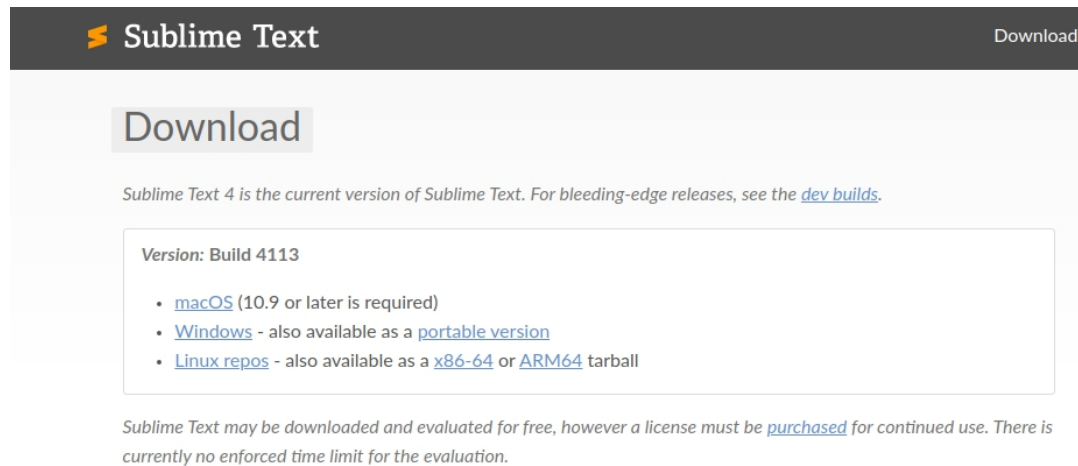 Sublime Text
Download
Download
Sublime Text 4 is the current version of Sublime Text. For bleeding-edge releases, see the dev builds.
Version: Build 4113
• macOS (10.9 or later is required)
• Windows - also available as a portable version
• Linux repos - also available as a x86-64 or ARM64 tarball
Sublime Text may be downloaded and evaluated for free, however a license must be purchased for continued use. There is
currently no enforced time limit for the evaluation.